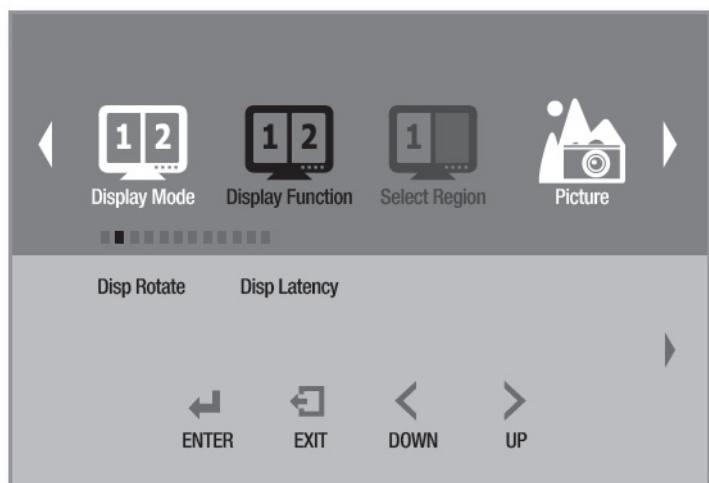 1 2 1 2 1
Display Mode Display Function Select Region Picture
Disp Rotate Disp Latency
ENTER EXIT DOWN UP